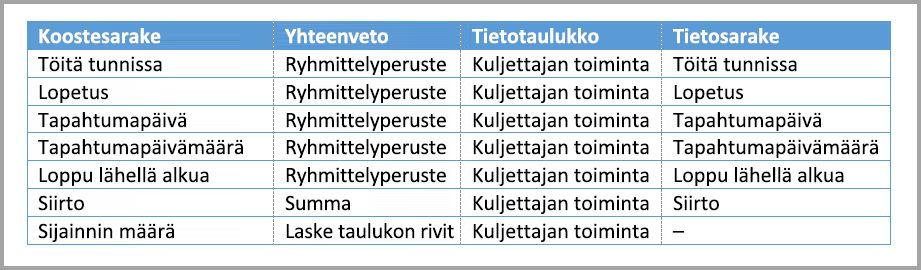 Koostesarake Yhteenveto Tietotaulukko Tietosarake
Töitä tunnissa Ryhmittelyperuste Kuljettajan toiminta Töitä tunnissa
Lopetus Ryhmittelyperuste Kuljettajan toiminta Lopetus
Tapahtumapäivä Ryhmittelyperuste Kuljettajan toiminta Tapahtumapäivä
Tapahtumapäivämäärä Ryhmittelyperuste Kuljettajan toiminta Tapahtumapäivämäärä
Loppu lähellä alkua Ryhmittelyperuste Kuljettajan toiminta Loppu lähellä alkua
Siirto Summa Kuljettajan toiminta Siirto
Sijainnin määrä Laske taulukon rivit Kuljettajan toiminta –